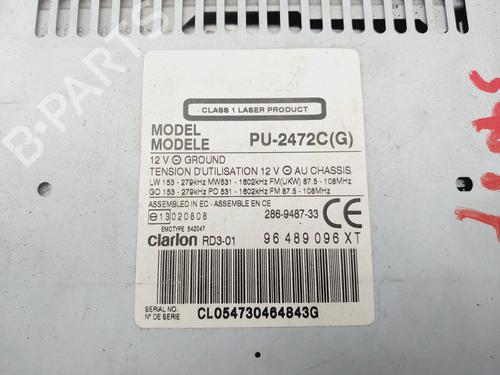 B-PARTS
CLASS 1 LASER PRODUCT
MODEL
MODELE
PU-2472C(G)
12 V ⊖ GROUND
TENSION D'UTILISATION 12 V ⊖ AU CHASSIS
LW 153 - 279kHz MW531 - 1602kHz FM(UKW) 87.5 - 108MHz
GO 153 - 279kHz PO 531 - 1602kHz FM 87.5 - 108MHz
ASSEMBLED IN EC - ASSEMBLE EN CE
13020808
286-9487-33 CE
EMCTYPE 542047
clarion RD3-01
96 489 096 XT
SERIAL NO.
N° DE SERIE
CL054730464843G